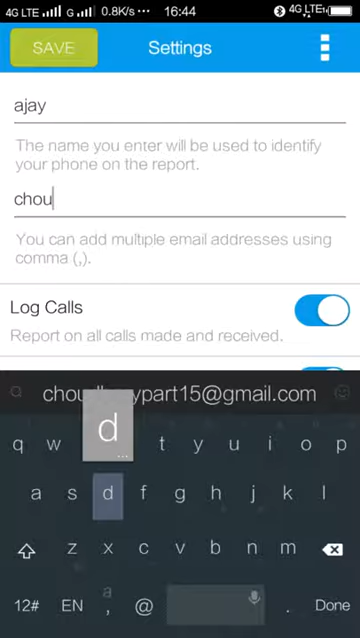 4G G 0.8K/s ... 16:44 4G LTE1
SAVE Settings
ajay
The name you enter will be used to identify
your phone on the report.
chou
You can add multiple email addresses using
comma (,).
Log Calls
Report on all calls made and received.
d
...
q w t y u i o p
a s d f g h j k l
z x c v b n m
12# EN a , @ . Done